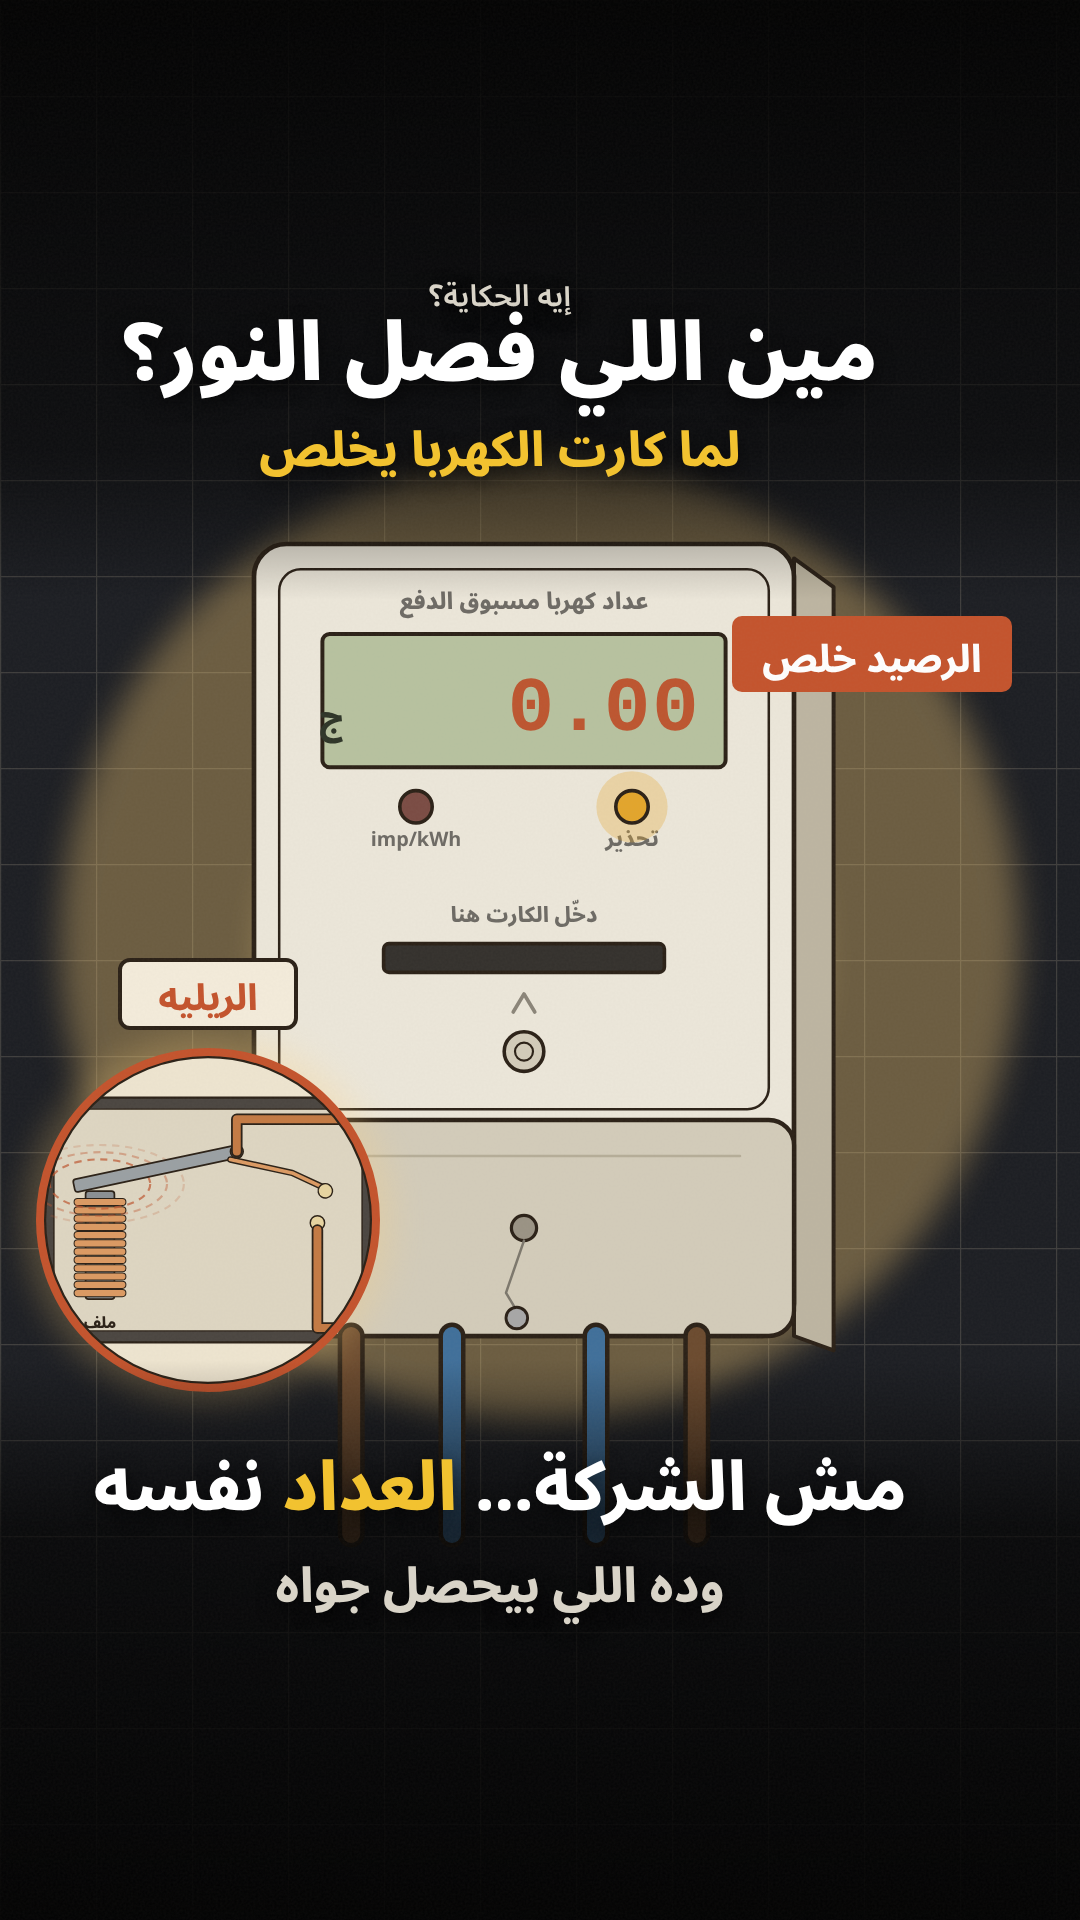 إيه الحكاية؟
مين اللي فصل النور؟
لما كارت الكهربا يخلص
عداد كهربا مسبوق الدفع
الرصيد خلص
0.00 ج
تحذير
imp/kWh
دخّل الكارت هنا
الريليه
ملف
مش الشركة... العداد نفسه
وده اللي بيحصل جواه